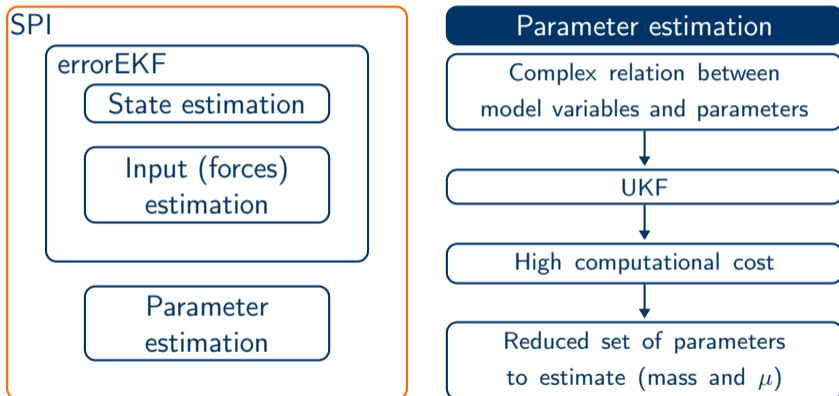 SPI
errorEKF
State estimation
Input (forces)
estimation
Parameter
estimation
Parameter estimation
Complex relation between
model variables and parameters
UKF
High computational cost
Reduced set of parameters
to estimate (mass and μ)